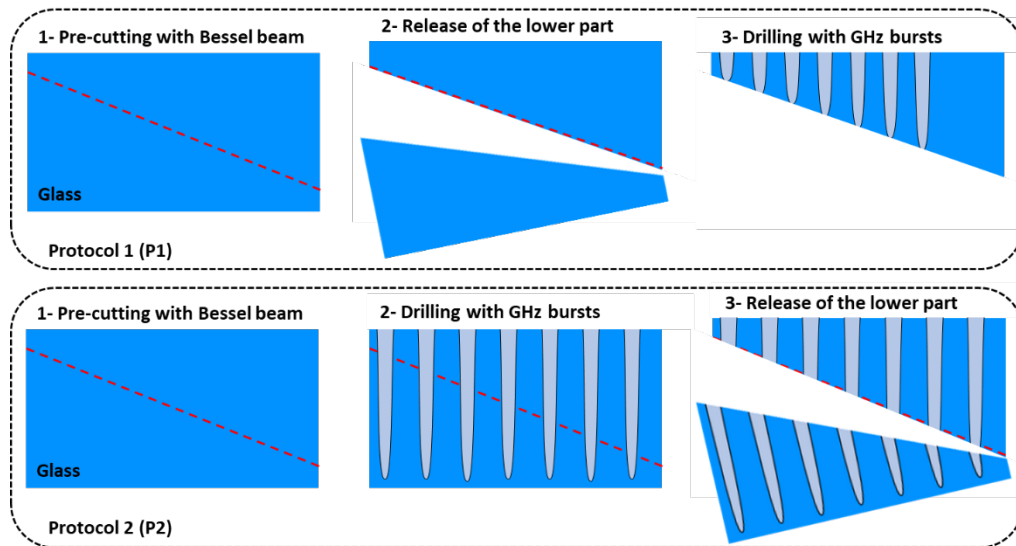 1- Pre-cutting with Bessel beam
2- Release of the lower part
3- Drilling with GHz bursts
Glass
Protocol 1 (P1)
1- Pre-cutting with Bessel beam
2- Drilling with GHz bursts
3- Release of the lower part
Glass
Protocol 2 (P2)